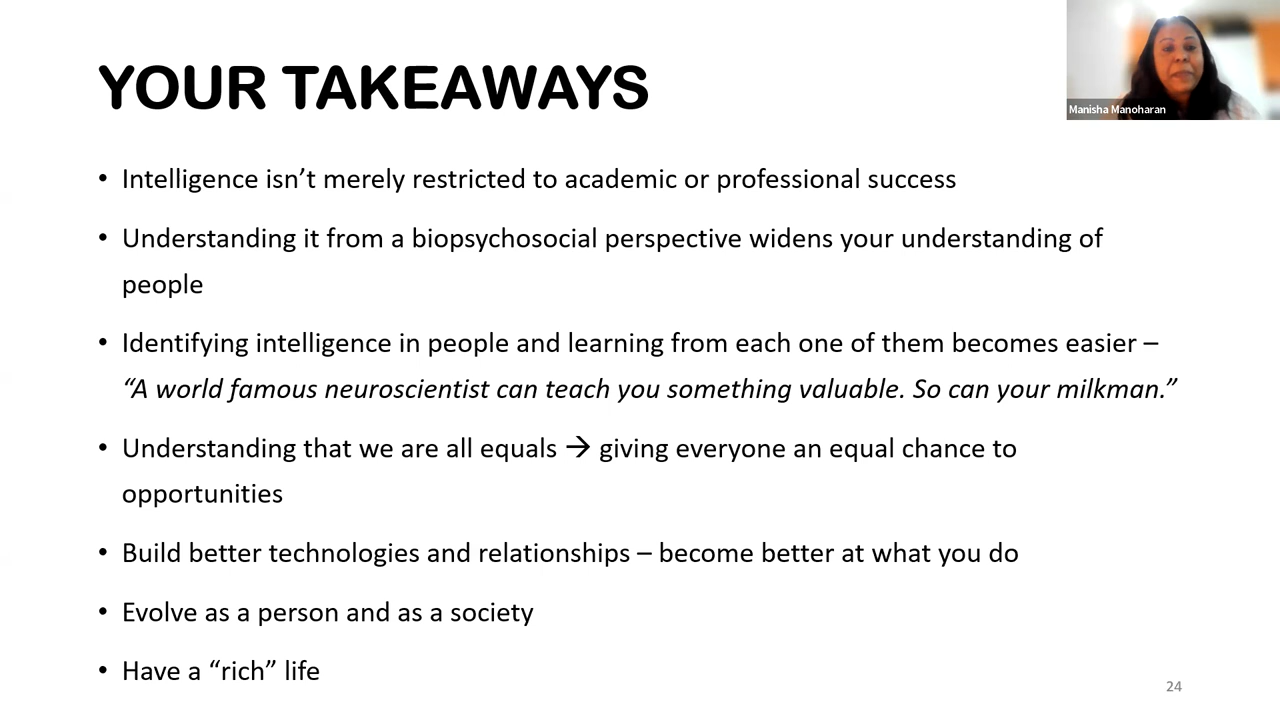 YOUR TAKEAWAYS
Manisha Manoharan
• Intelligence isn’t merely restricted to academic or professional success
• Understanding it from a biopsychosocial perspective widens your understanding of
people
• Identifying intelligence in people and learning from each one of them becomes easier –
“A world famous neuroscientist can teach you something valuable. So can your milkman.”
• Understanding that we are all equals → giving everyone an equal chance to
opportunities
• Build better technologies and relationships – become better at what you do
• Evolve as a person and as a society
• Have a “rich” life
24